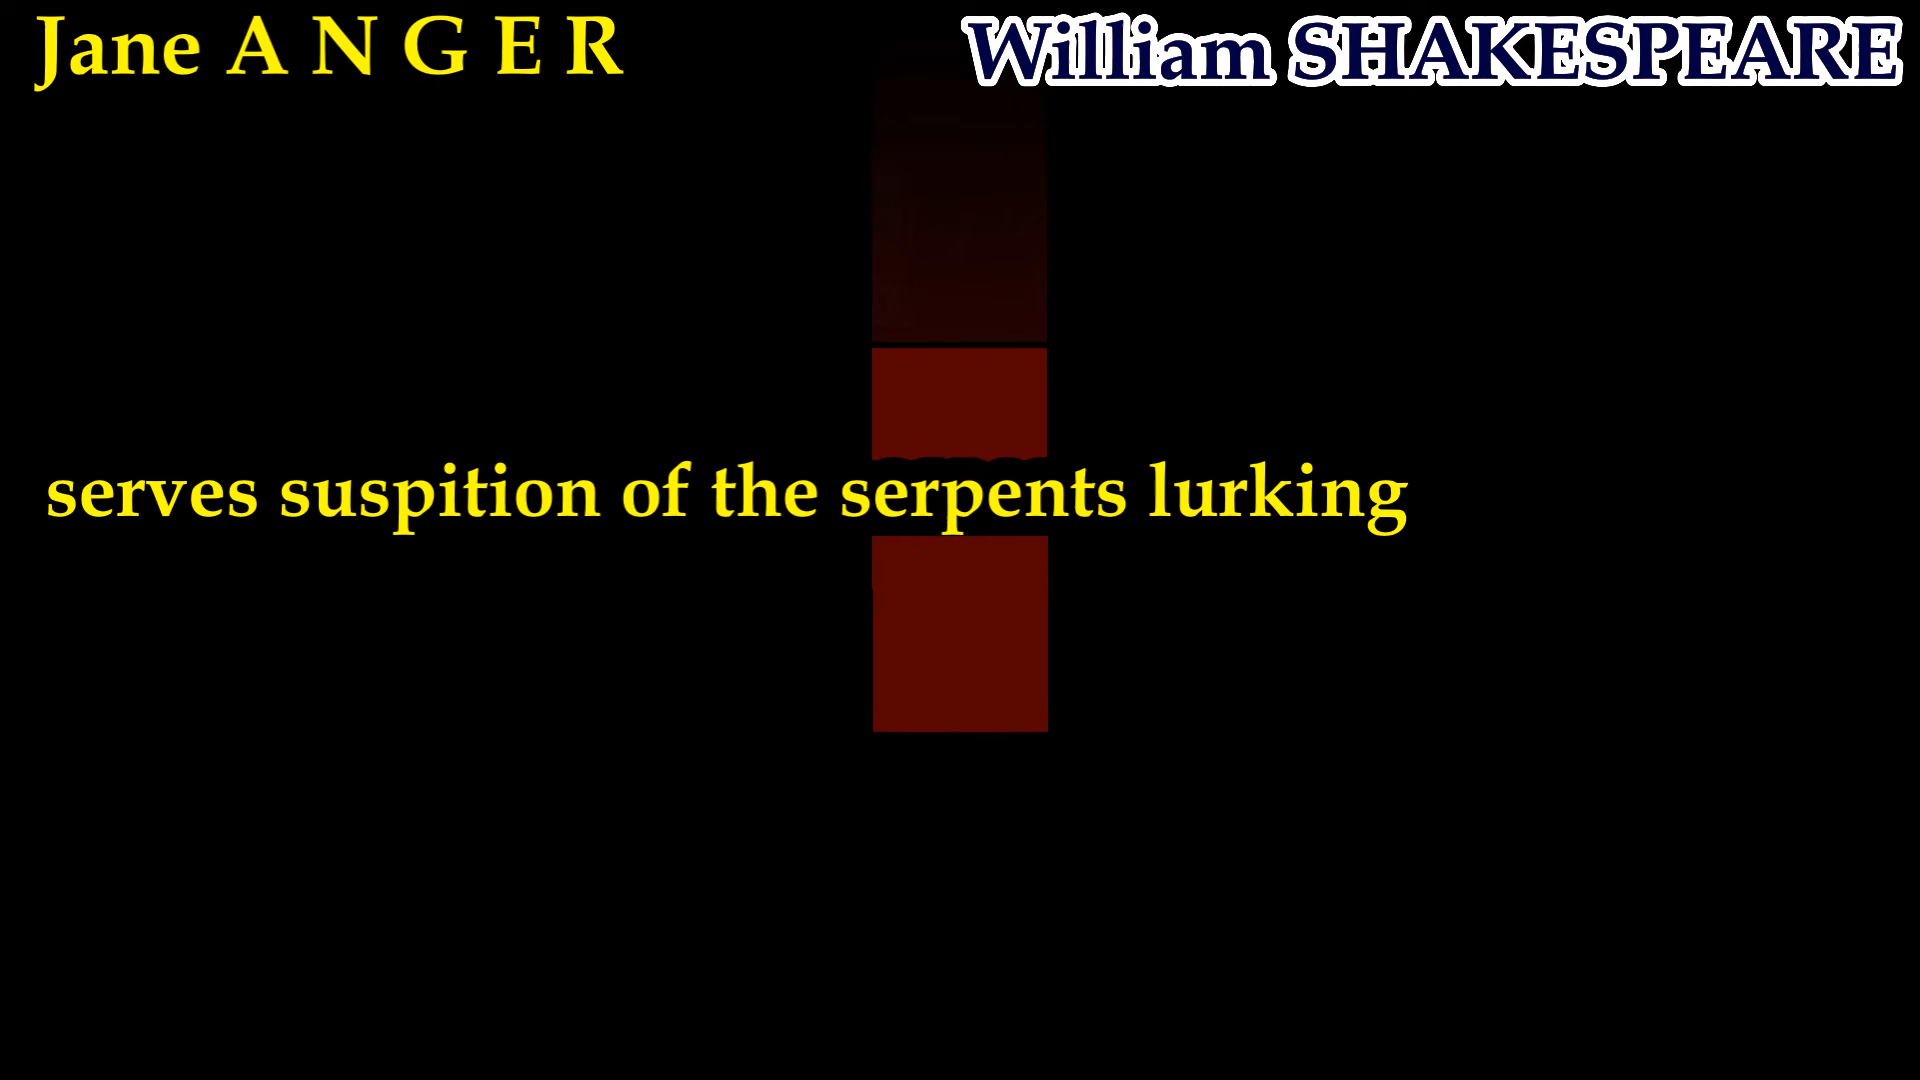 Jane A N G E R
William SHAKESPEARE
serves suspition of the serpents lurking